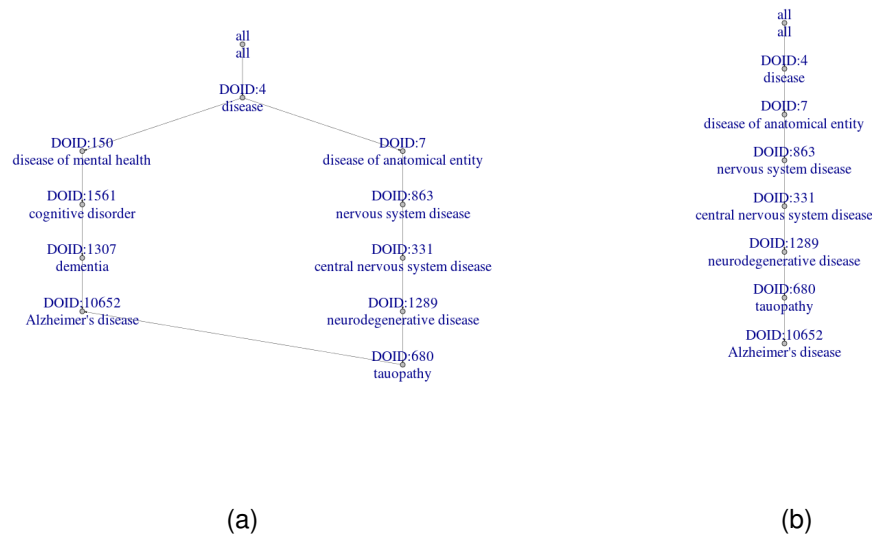 all
all
DOID:4
disease
DOID:150
disease of mental health
DOID:7
disease of anatomical entity
DOID:1561
cognitive disorder
DOID:863
nervous system disease
DOID:1307
dementia
DOID:331
central nervous system disease
DOID:10652
Alzheimer's disease
DOID:1289
neurodegenerative disease
DOID:680
tauopathy
(a)
all
all
DOID:4
disease
DOID:7
disease of anatomical entity
DOID:863
nervous system disease
DOID:331
central nervous system disease
DOID:1289
neurodegenerative disease
DOID:680
tauopathy
DOID:10652
Alzheimer's disease
(b)